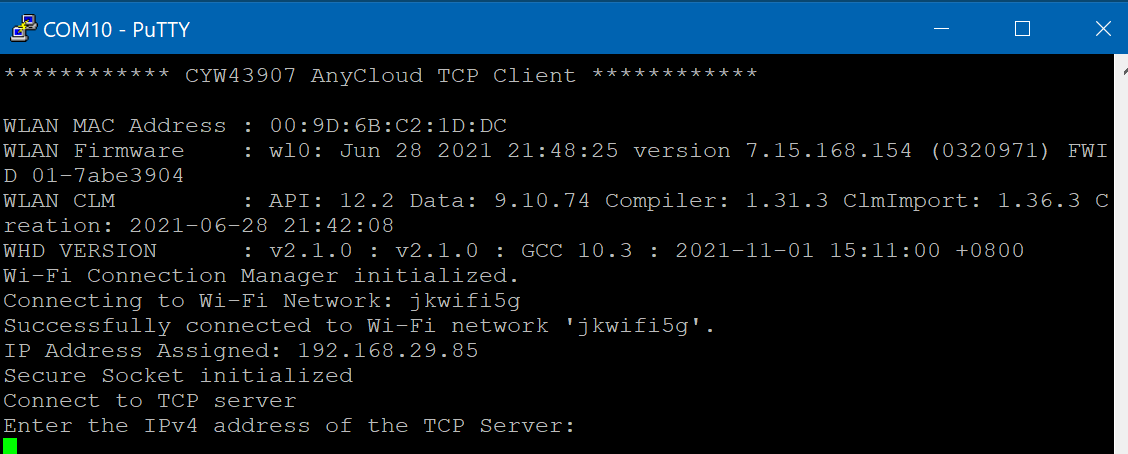 COM10 - PuTTY
************ CYW43907 AnyCloud TCP Client ************
WLAN MAC Address : 00:9D:6B:C2:1D:DC
WLAN Firmware    : wl0: Jun 28 2021 21:48:25 version 7.15.168.154 (0320971) FWI
D 01-7abe3904
WLAN CLM         : API: 12.2 Data: 9.10.74 Compiler: 1.31.3 ClmImport: 1.36.3 C
reation: 2021-06-28 21:42:08
WHD VERSION      : v2.1.0 : v2.1.0 : GCC 10.3 : 2021-11-01 15:11:00 +0800
Wi-Fi Connection Manager initialized.
Connecting to Wi-Fi Network: jkwifi5g
Successfully connected to Wi-Fi network 'jkwifi5g'.
IP Address Assigned: 192.168.29.85
Secure Socket initialized
Connect to TCP server
Enter the IPv4 address of the TCP Server: